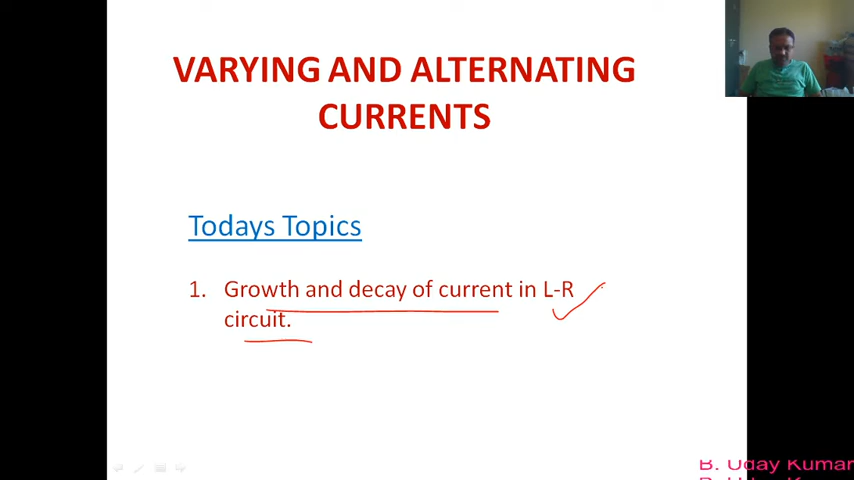 VARYING AND ALTERNATING
CURRENTS
Todays Topics
1. Growth and decay of current in L-R
circuit.
B. Uday Kumar